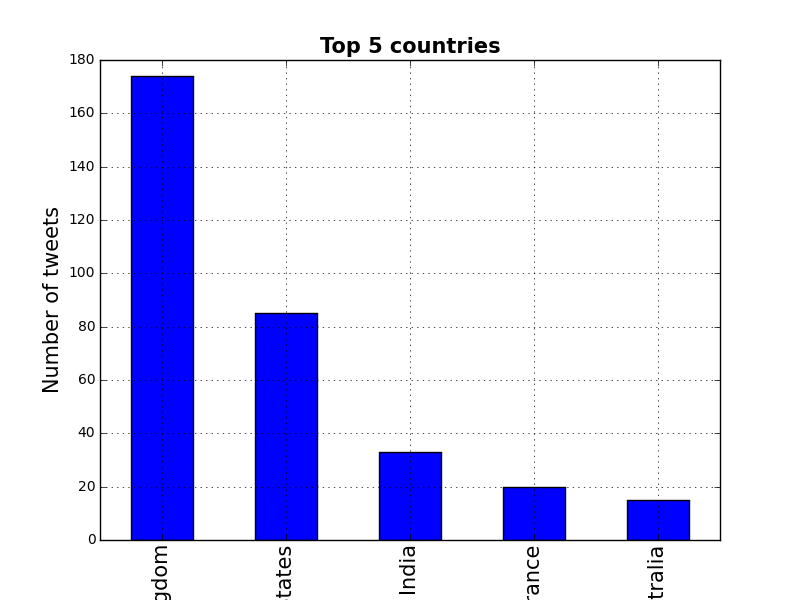 Top 5 countries
Number of tweets
180
160
140
120
100
80
60
40
20
0
gdom
tates
India
rance
tralia